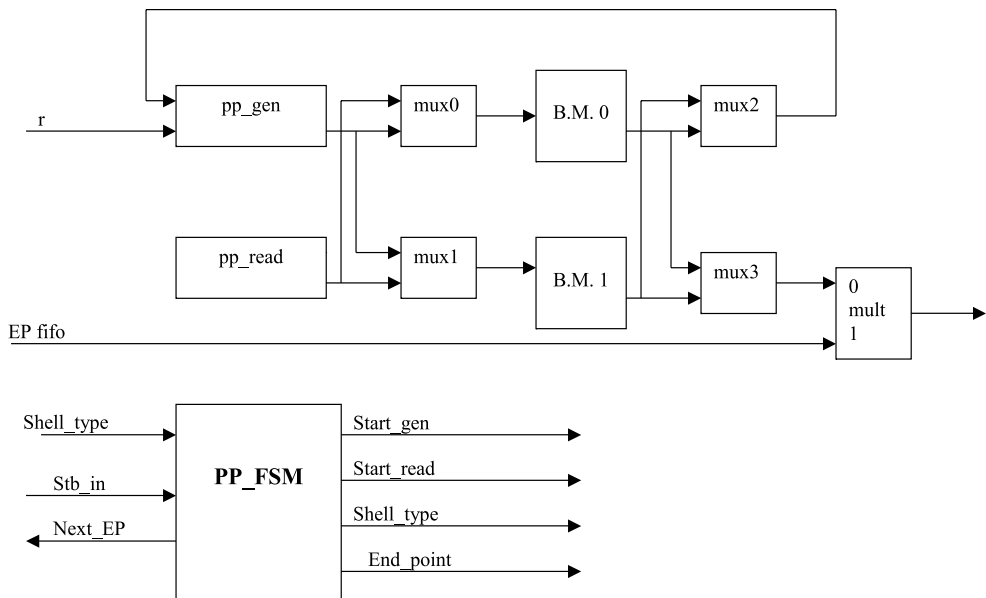 pp_gen
mux0
B.M. 0
mux2
r
pp_read
mux1
B.M. 1
mux3
0
mult
1
EP fifo
Shell_type
Start_gen
PP_FSM
Start_read
Stb_in
Shell_type
Next_EP
End_point